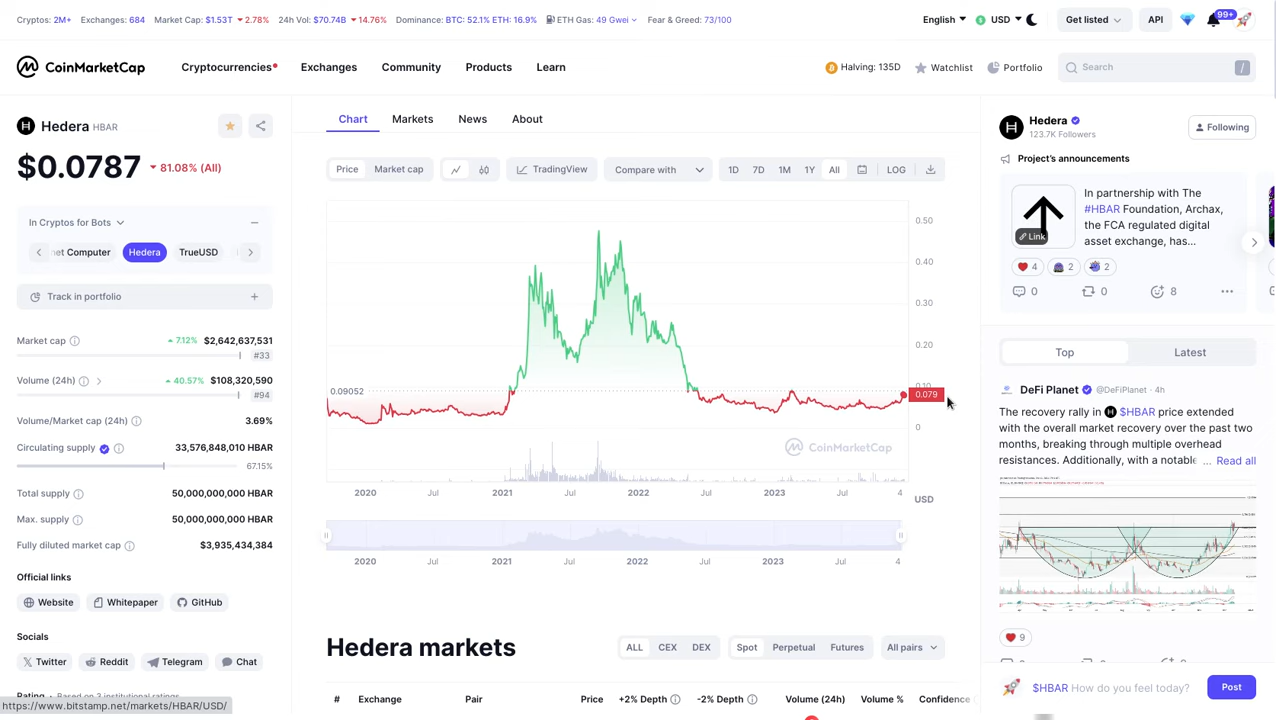 Cryptos: 2M+ Exchanges: 684 Market Cap: $1.53T 2.78% 24h Vol: $70.74B 14.76% Dominance: BTC: 52.1% ETH: 16.9% ETH Gas: 49 Gwei Fear & Greed: 73/100
English USD Get listed API 99+
CoinMarketCap Cryptocurrencies Exchanges Community Products Learn Halving: 135D Watchlist Portfolio Search /
Hedera HBAR
$0.0787 81.08% (All)
In Cryptos for Bots
net Computer Hedera TrueUSD
Track in portfolio
Market cap 7.12% $2,642,637,531
#33
Volume (24h) 40.57% $108,320,590
#94
Volume/Market cap (24h) 3.69%
Circulating supply 33,576,848,010 HBAR
67.15%
Total supply 50,000,000,000 HBAR
Max. supply 50,000,000,000 HBAR
Fully diluted market cap $3,935,434,384
Official links
Website Whitepaper GitHub
Socials
Twitter Reddit Telegram Chat
Rating · Based on 3 institutional ratings
https://www.bitstamp.net/markets/HBAR/USD/
Chart Markets News About
Price Market cap TradingView Compare with 1D 7D 1M 1Y All LOG
0.50
0.40
0.30
0.20
0.10
0.09052
0.079
0
CoinMarketCap
2020 Jul 2021 Jul 2022 Jul 2023 Jul 4
USD
2020 Jul 2021 Jul 2022 Jul 2023 Jul 4
Hedera markets ALL CEX DEX Spot Perpetual Futures All pairs
# Exchange Pair Price +2% Depth -2% Depth Volume (24h) Volume % Confidence
Hedera
123.7K Followers
Following
Project's announcements
Link
In partnership with The
#HBAR Foundation, Archax,
the FCA regulated digital
asset exchange, has...
4 2 2
0 0 8
Top Latest
DeFi Planet @DeFiPlanet · 4h
The recovery rally in $HBAR price extended
with the overall market recovery over the past two
months, breaking through multiple overhead
resistances. Additionally, with a notable ... Read all
9
$HBAR How do you feel today? Post